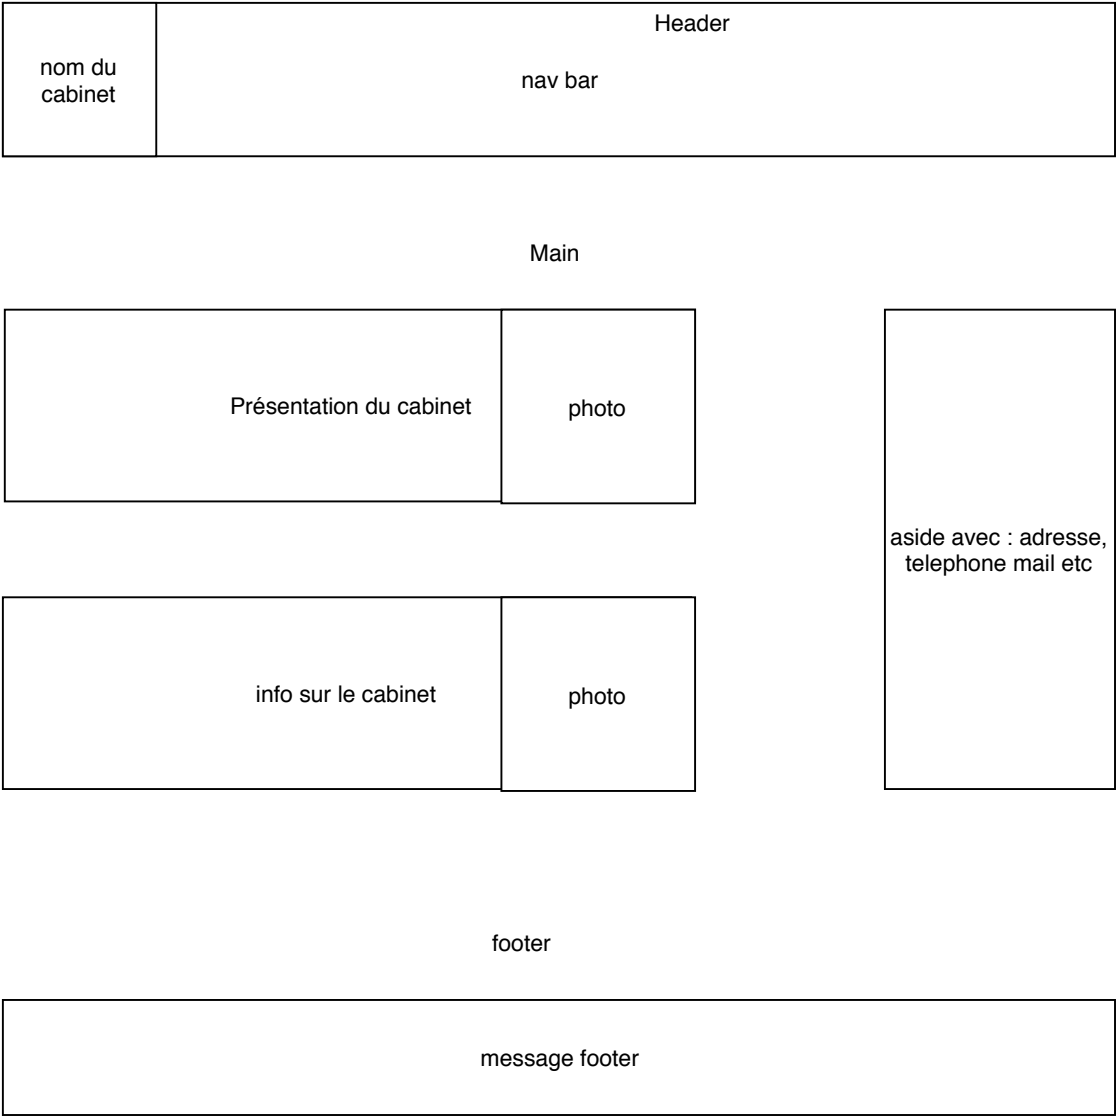 Header
nom du
cabinet
nav bar
Main
Présentation du cabinet
photo
aside avec : adresse,
telephone mail etc
info sur le cabinet
photo
footer
message footer